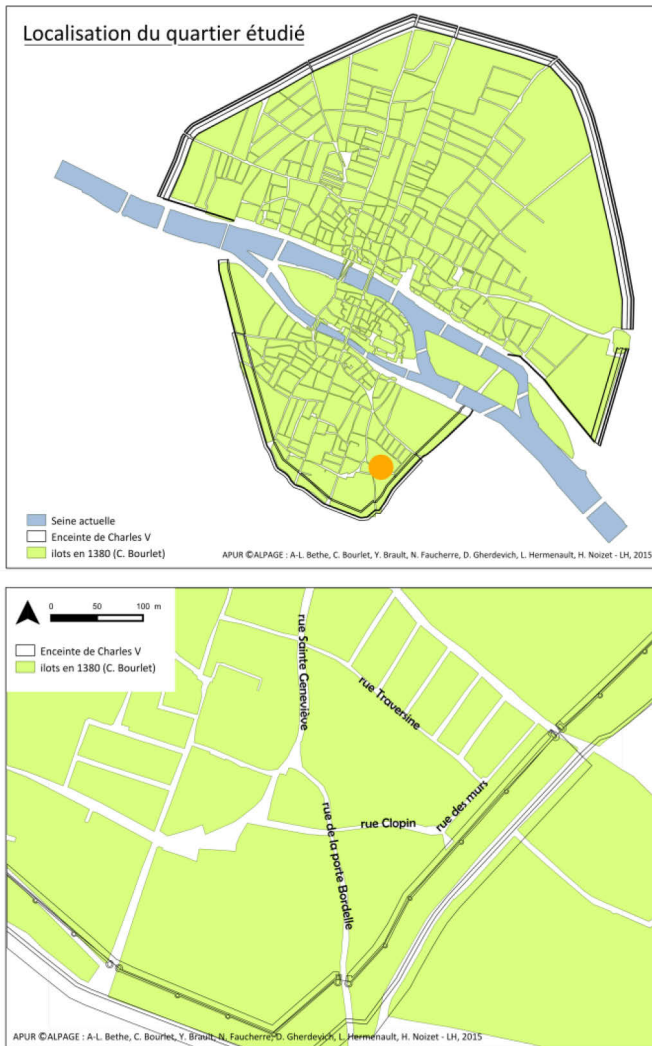 Localisation du quartier étudié
Seine actuelle
Enceinte de Charles V
ilots en 1380 (C. Bourlet)
APUR ©ALPAGE : A-L. Bethe, C. Bourlet, Y. Brault, N. Faucherre, D. Gherdevich, L. Hermenault, H. Noizet - LH, 2015
0 50 100 m
Enceinte de Charles V
ilots en 1380 (C. Bourlet)
rue Sainte Geneviève
rue Traversine
rue des murs
rue Clopin
rue de la porte Bordelle
APUR ©ALPAGE : A-L. Bethe, C. Bourlet, Y. Brault, N. Faucherre, D. Gherdevich, L. Hermenault, H. Noizet - LH, 2015